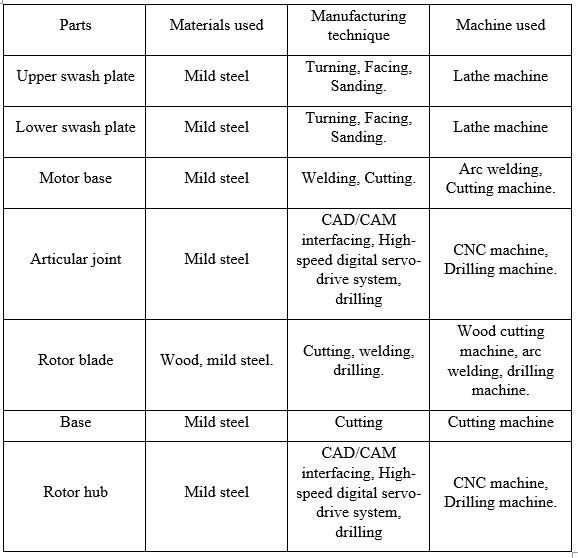 Parts
Materials used
Manufacturing
technique
Machine used
Upper swash plate
Mild steel
Turning, Facing,
Sanding.
Lathe machine
Lower swash plate
Mild steel
Turning, Facing,
Sanding.
Lathe machine
Motor base
Mild steel
Welding, Cutting.
Arc welding,
Cutting machine.
Articular joint
Mild steel
CAD/CAM
interfacing, High-
speed digital servo-
drive system,
drilling
CNC machine,
Drilling machine.
Rotor blade
Wood, mild steel.
Cutting, welding,
drilling.
Wood cutting
machine, arc
welding, drilling
machine.
Base
Mild steel
Cutting
Cutting machine
Rotor hub
Mild steel
CAD/CAM
interfacing, High-
speed digital servo-
drive system,
drilling
CNC machine,
Drilling machine.